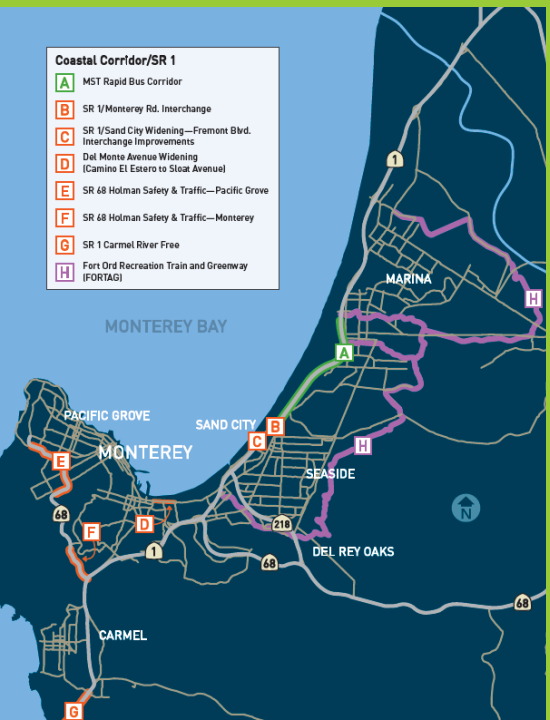 Coastal Corridor/SR 1
A MST Rapid Bus Corridor
B SR 1/Monterey Rd. Interchange
C SR 1/Sand City Widening—Fremont Blvd.
Interchange Improvements
D Del Monte Avenue Widening
(Camino El Estero to Sloat Avenue)
E SR 68 Holman Safety & Traffic—Pacific Grove
F SR 68 Holman Safety & Traffic—Monterey
G SR 1 Carmel River Free
H Fort Ord Recreation Train and Greenway
(FORTAG)
1
MARINA
H
MONTEREY BAY
A
PACIFIC GROVE
SAND CITY
B
C
MONTEREY
H
E
SEASIDE
68
D
218
N
F
1
DEL REY OAKS
68
68
CARMEL
G